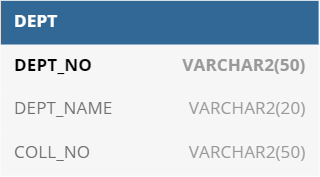 DEPT
DEPT_NO VARCHAR2(50)
DEPT_NAME VARCHAR2(20)
COLL_NO VARCHAR2(50)